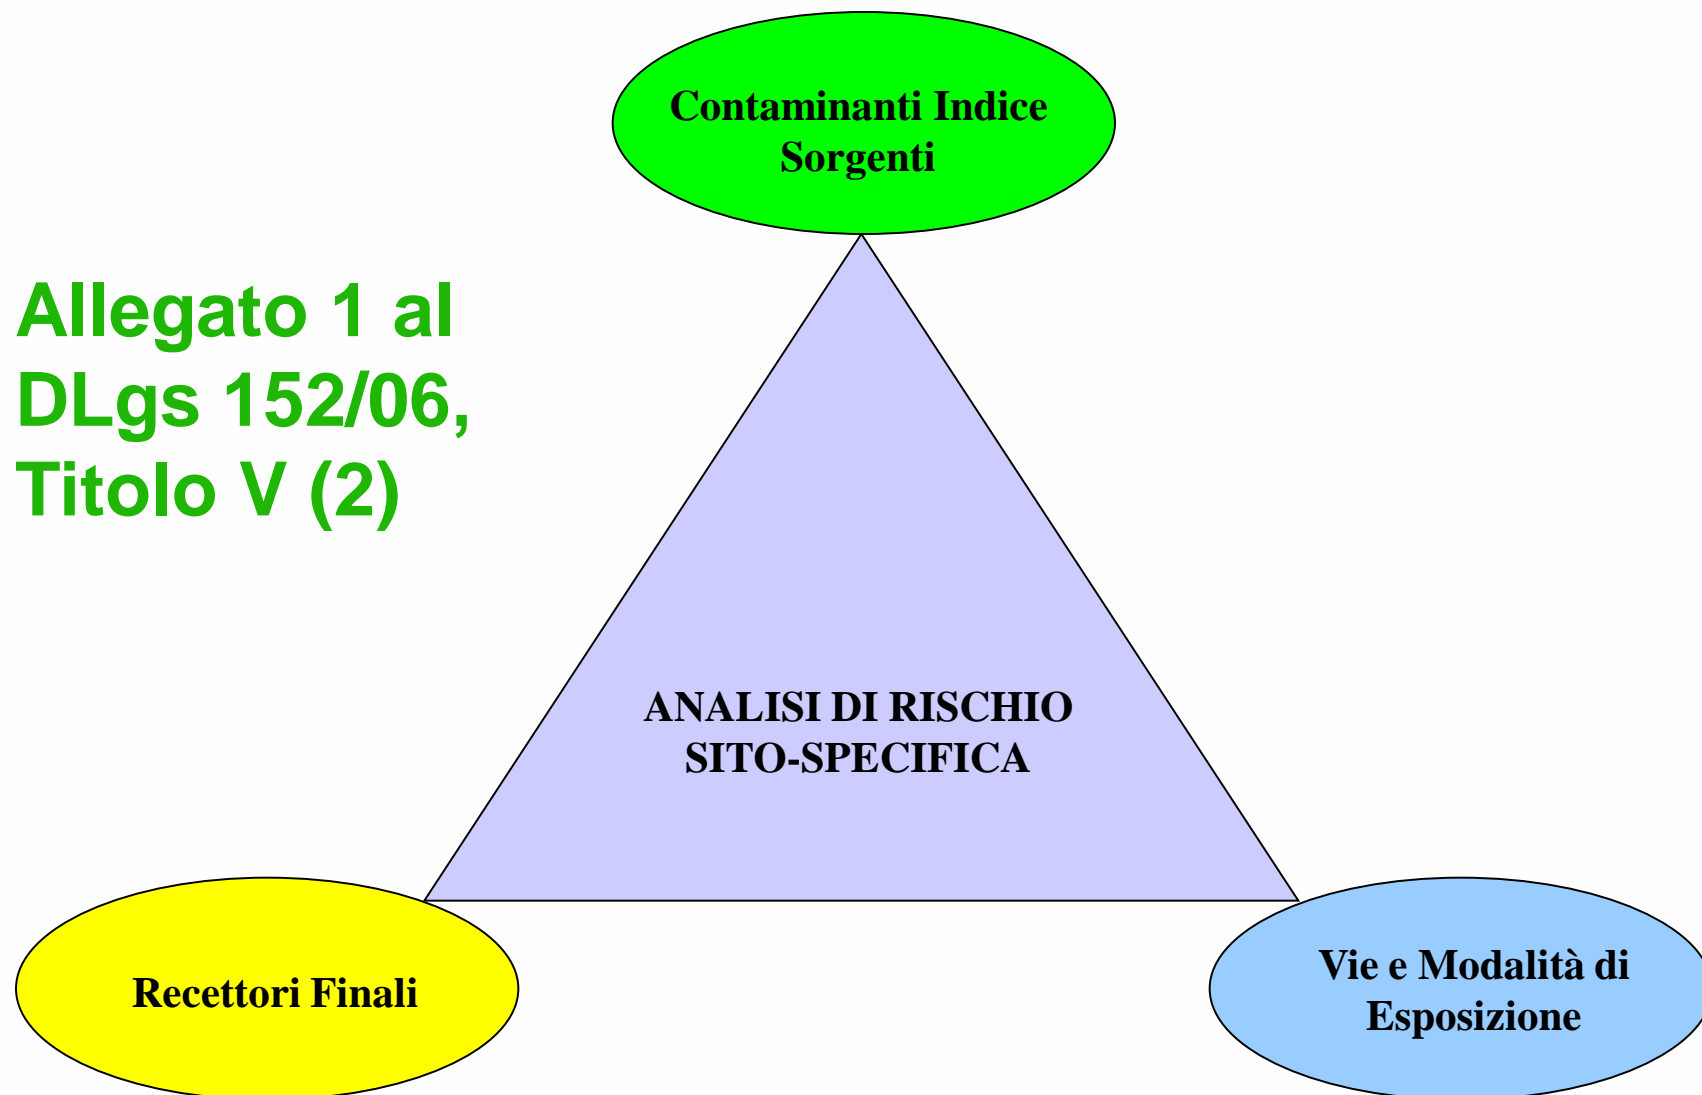 Contaminanti Indice
Sorgenti
Allegato 1 al
DLgs 152/06,
Titolo V (2)
ANALISI DI RISCHIO
SITO-SPECIFICA
Recettori Finali
Vie e Modalità di
Esposizione